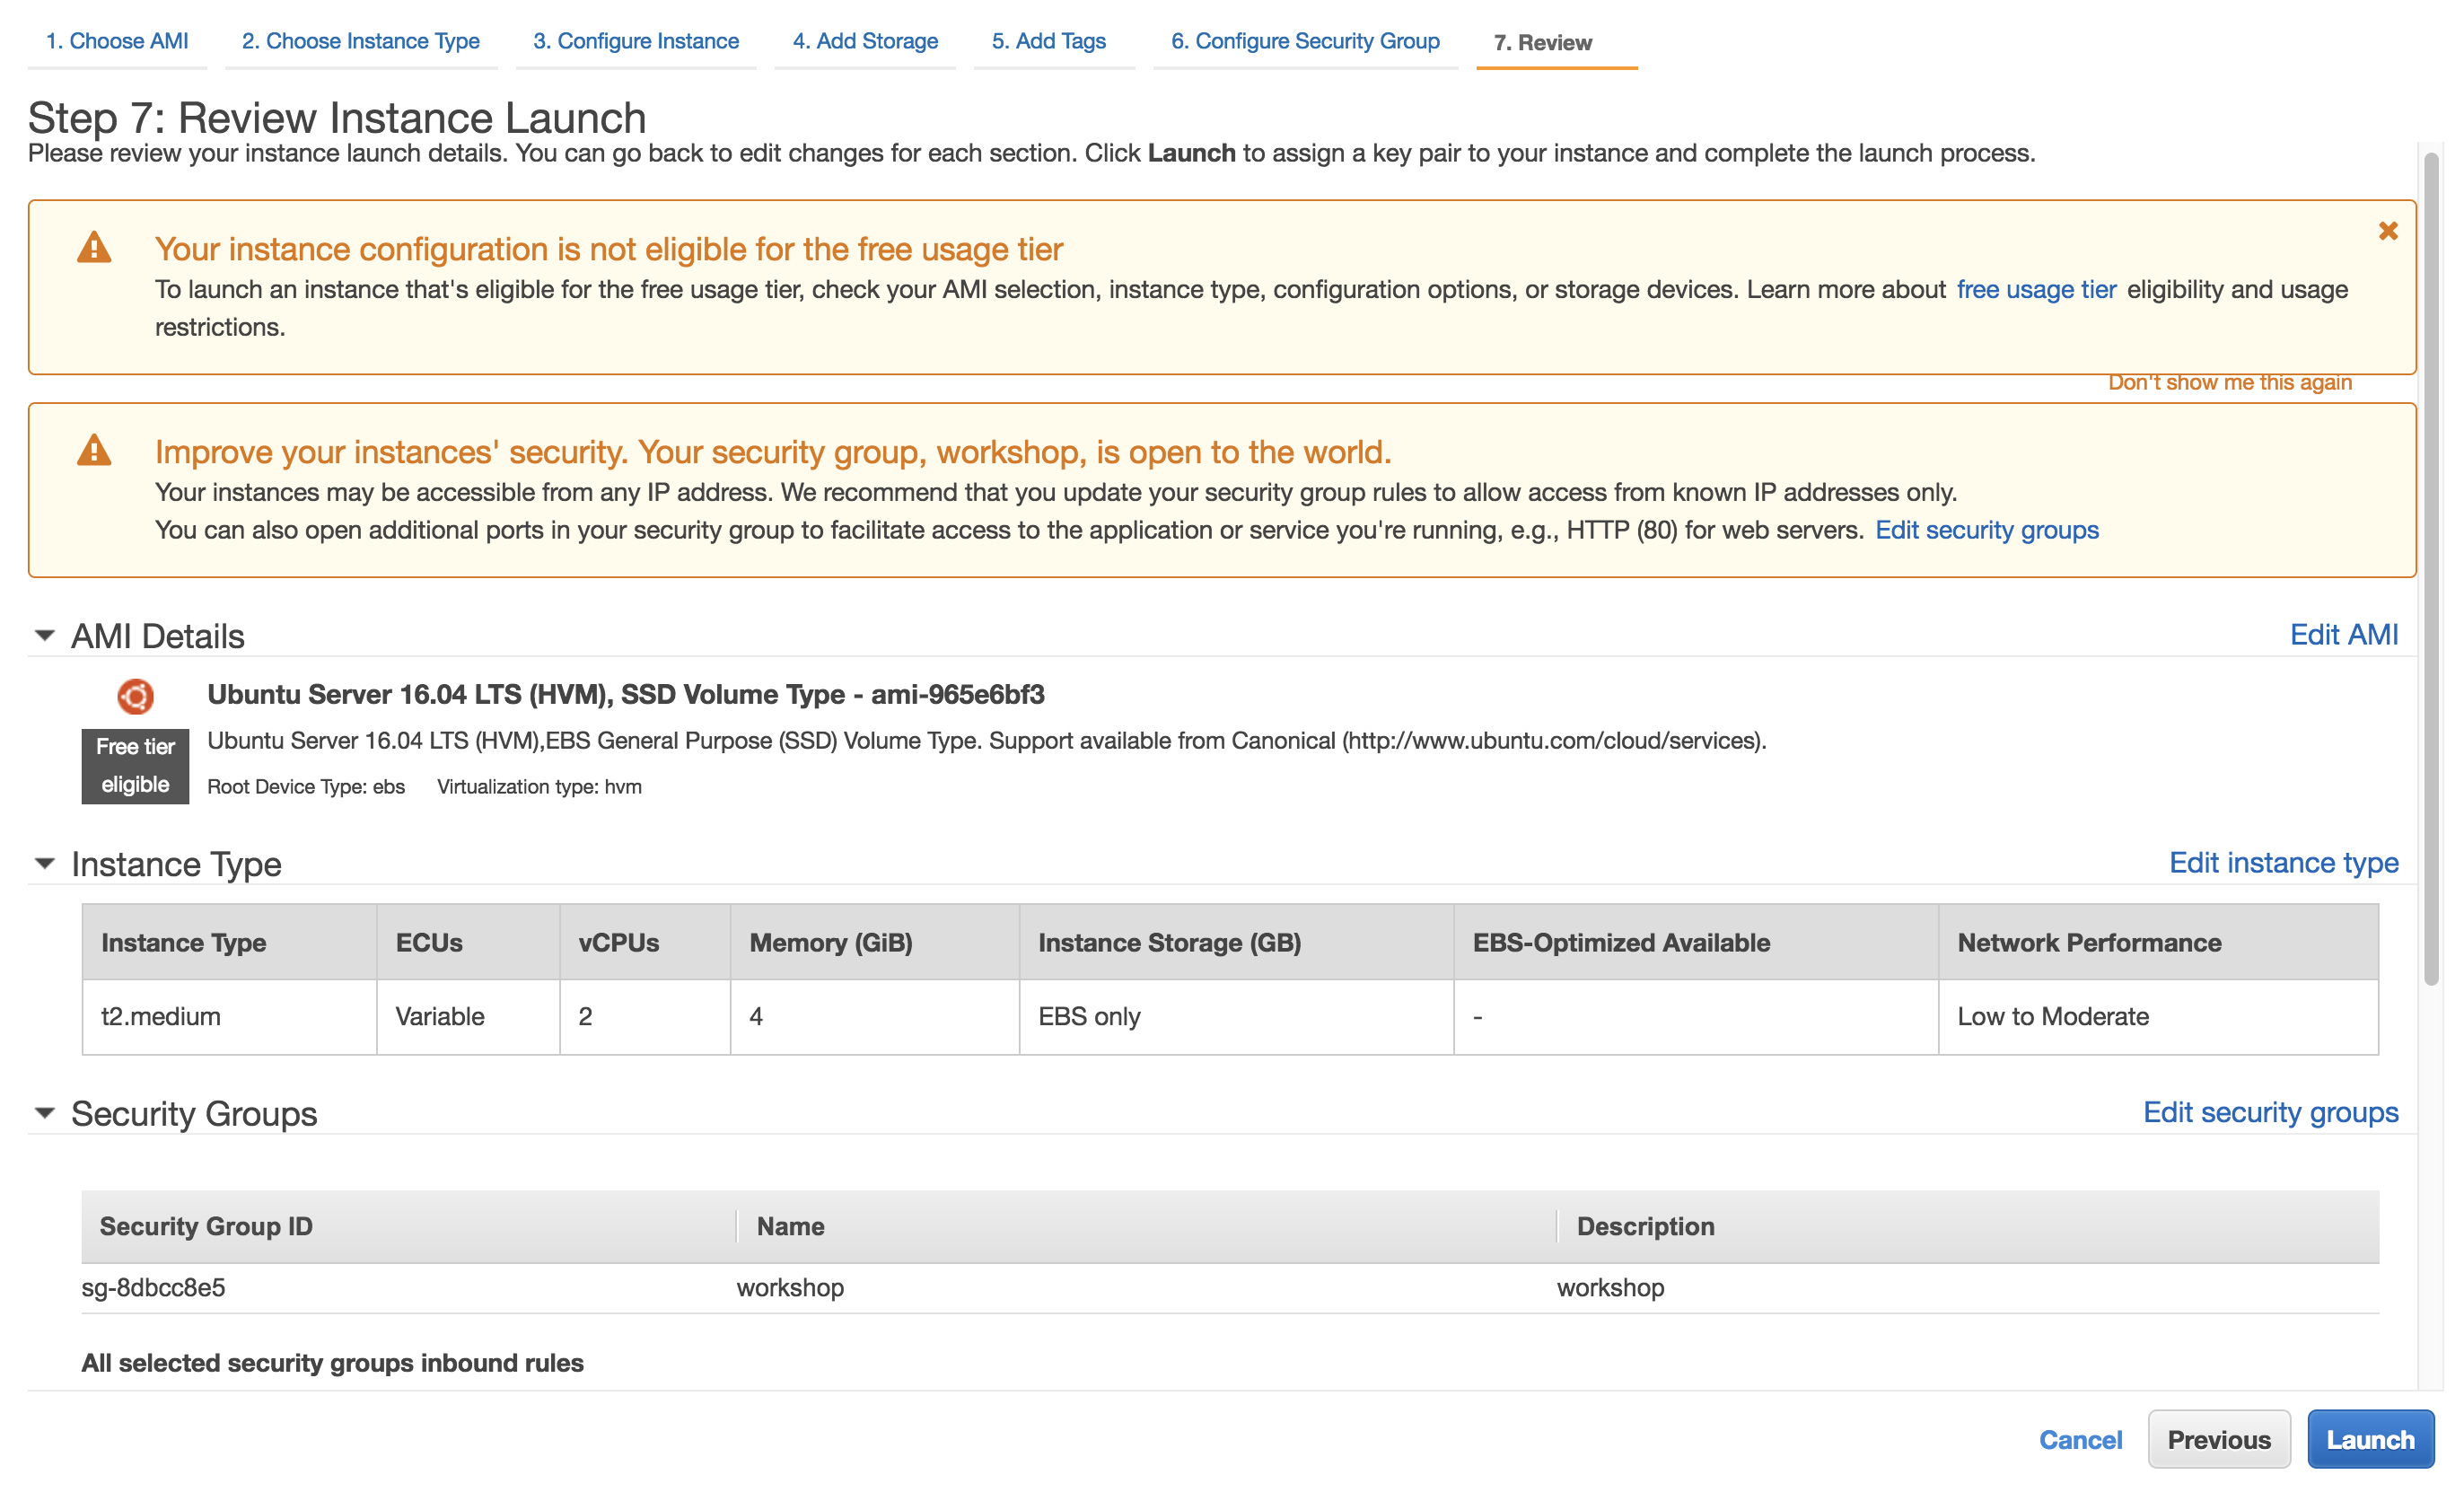 1. Choose AMI 2. Choose Instance Type 3. Configure Instance 4. Add Storage 5. Add Tags 6. Configure Security Group 7. Review
Step 7: Review Instance Launch
Please review your instance launch details. You can go back to edit changes for each section. Click Launch to assign a key pair to your instance and complete the launch process.
Your instance configuration is not eligible for the free usage tier
To launch an instance that's eligible for the free usage tier, check your AMI selection, instance type, configuration options, or storage devices. Learn more about free usage tier eligibility and usage
restrictions.
Don't show me this again
Improve your instances' security. Your security group, workshop, is open to the world.
Your instances may be accessible from any IP address. We recommend that you update your security group rules to allow access from known IP addresses only.
You can also open additional ports in your security group to facilitate access to the application or service you're running, e.g., HTTP (80) for web servers. Edit security groups
AMI Details Edit AMI
Ubuntu Server 16.04 LTS (HVM), SSD Volume Type - ami-965e6bf3
Free tier
eligible
Ubuntu Server 16.04 LTS (HVM),EBS General Purpose (SSD) Volume Type. Support available from Canonical (http://www.ubuntu.com/cloud/services).
Root Device Type: ebs Virtualization type: hvm
Instance Type Edit instance type
Instance Type ECUs vCPUs Memory (GiB) Instance Storage (GB) EBS-Optimized Available Network Performance
t2.medium Variable 2 4 EBS only - Low to Moderate
Security Groups Edit security groups
Security Group ID Name Description
sg-8dbcc8e5 workshop workshop
All selected security groups inbound rules
Cancel Previous Launch